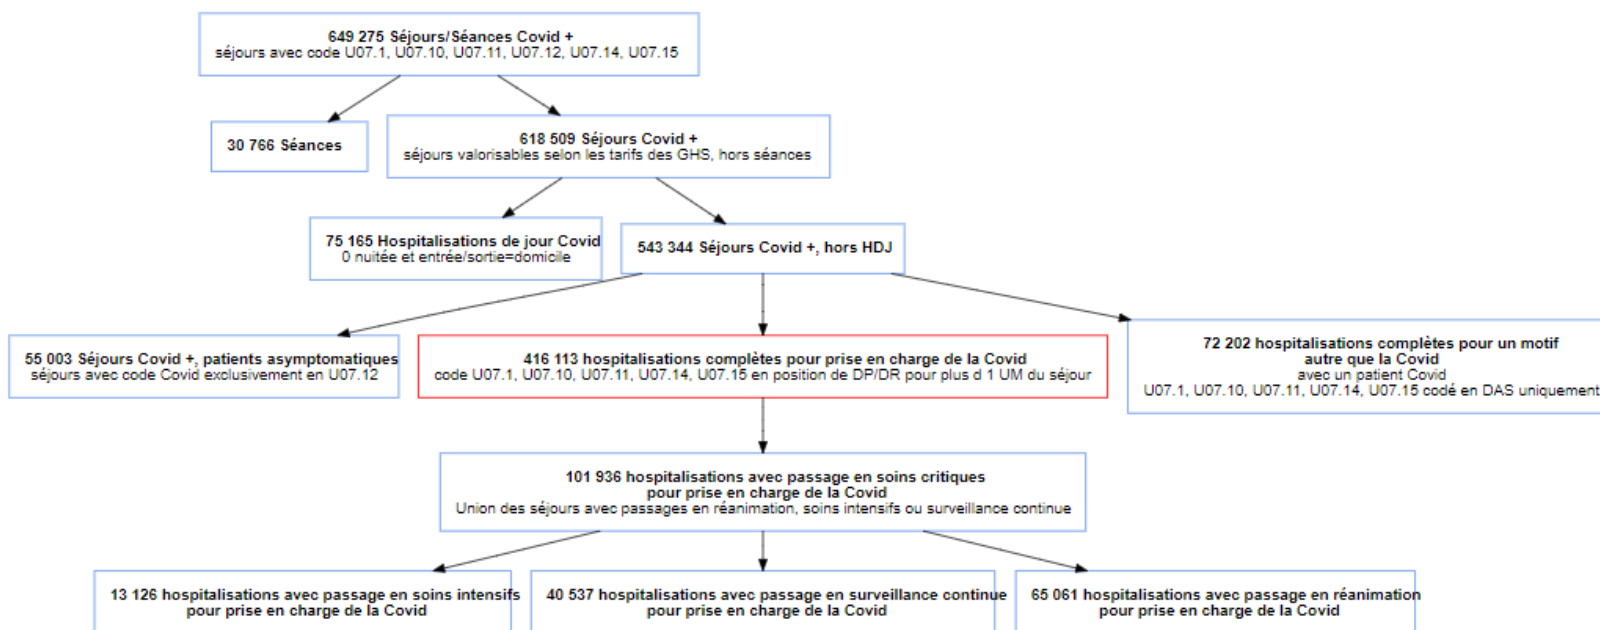 649 275 Séjours/Séances Covid +
séjours avec code U07.1, U07.10, U07.11, U07.12, U07.14, U07.15
30 766 Séances
618 509 Séjours Covid +
séjours valorisables selon les tarifs des GHS, hors séances
75 165 Hospitalisations de jour Covid
0 nuitée et entrée/sortie=domicile
543 344 Séjours Covid +, hors HDJ
55 003 Séjours Covid +, patients asymptomatiques
séjours avec code Covid exclusivement en U07.12
416 113 hospitalisations complètes pour prise en charge de la Covid
code U07.1, U07.10, U07.11, U07.14, U07.15 en position de DP/DR pour plus d 1 UM du séjour
72 202 hospitalisations complètes pour un motif
autre que la Covid
avec un patient Covid
U07.1, U07.10, U07.11, U07.14, U07.15 codé en DAS uniquement
101 936 hospitalisations avec passage en soins critiques
pour prise en charge de la Covid
Union des séjours avec passages en réanimation, soins intensifs ou surveillance continue
13 126 hospitalisations avec passage en soins intensifs
pour prise en charge de la Covid
40 537 hospitalisations avec passage en surveillance continue
pour prise en charge de la Covid
65 061 hospitalisations avec passage en réanimation
pour prise en charge de la Covid